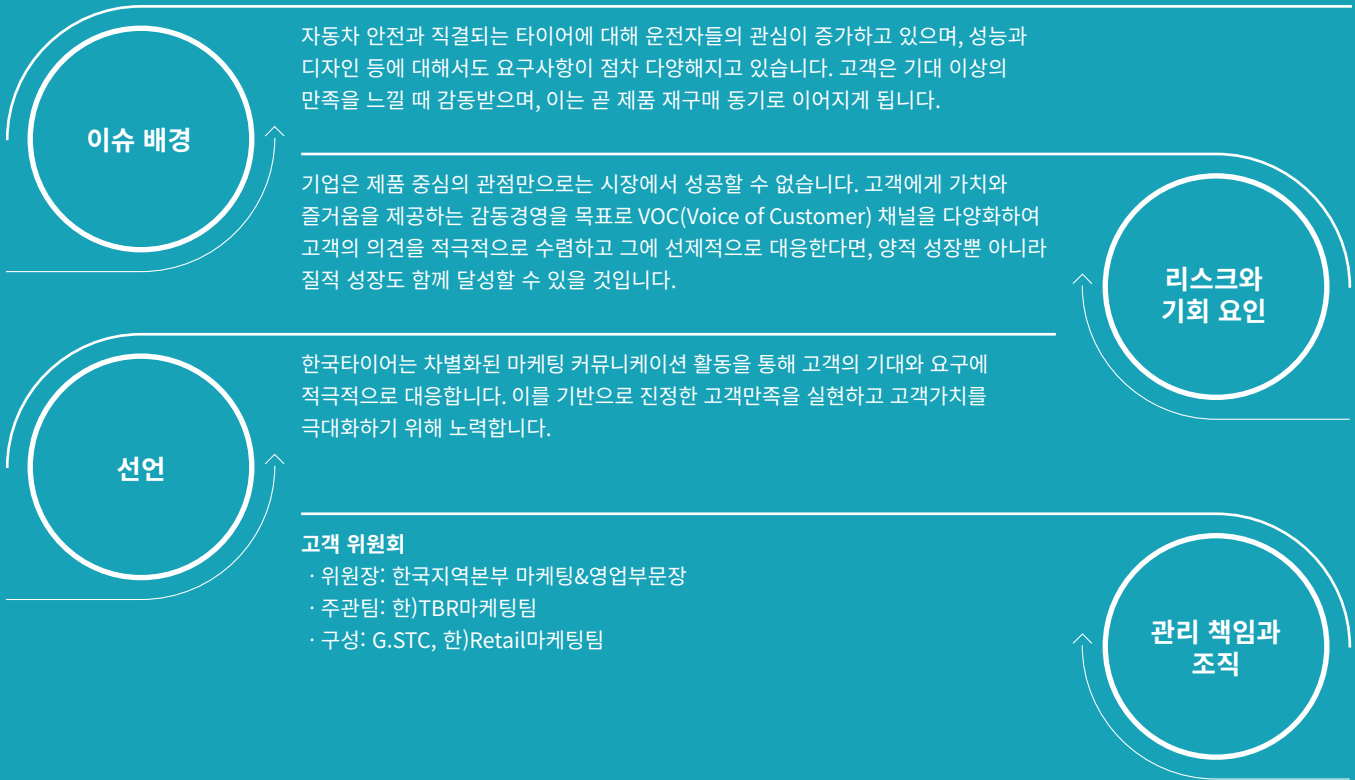 이슈 배경
자동차 안전과 직결되는 타이어에 대해 운전자들의 관심이 증가하고 있으며, 성능과
디자인 등에 대해서도 요구사항이 점차 다양해지고 있습니다. 고객은 기대 이상의
만족을 느낄 때 감동받으며, 이는 곧 제품 재구매 동기로 이어지게 됩니다.
리스크와
기회 요인
기업은 제품 중심의 관점만으로는 시장에서 성공할 수 없습니다. 고객에게 가치와
즐거움을 제공하는 감동경영을 목표로 VOC(Voice of Customer) 채널을 다양화하여
고객의 의견을 적극적으로 수렴하고 그에 선제적으로 대응한다면, 양적 성장뿐 아니라
질적 성장도 함께 달성할 수 있을 것입니다.
선언
한국타이어는 차별화된 마케팅 커뮤니케이션 활동을 통해 고객의 기대와 요구에
적극적으로 대응합니다. 이를 기반으로 진정한 고객만족을 실현하고 고객가치를
극대화하기 위해 노력합니다.
관리 책임과
조직
고객 위원회
· 위원장: 한국지역본부 마케팅&영업부문장
· 주관팀: 한)TBR마케팅팀
· 구성: G.STC, 한)Retail마케팅팀